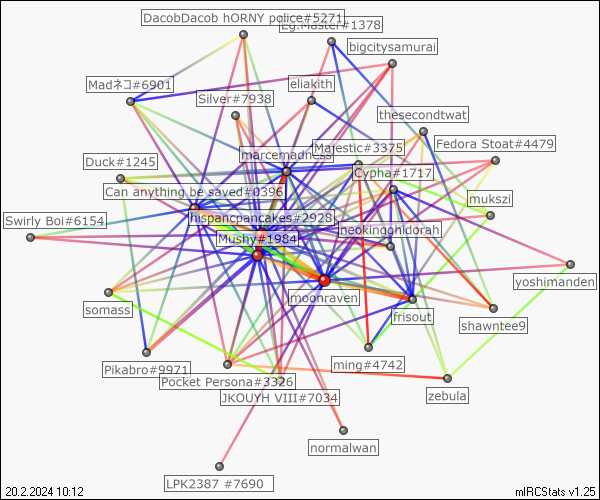 DacobDacob hORNY police#5271
Eg.Murder#1378
bigcitysamurai
Madネコ#6901
eliakith
Silver#7938
thesecondtwat
Fedora Stoat#4479
Majestic#3375
marcemadness
Duck#1245
Cypha#1717
Can anything be saved#0396
mukszi
hispancpancakes#2928
Swirly Boi#6154
neokingghidorah
Mushy#1984
yoshimanden
moonraven
somass
frisout
shawntee9
ming#4742
Pikabro#9971
Pocket Persona#3326
zebula
JKOUYH VIII#7034
normalwan
LPK2387 #7690
20.2.2024 10:12
mIRCStats v1.25